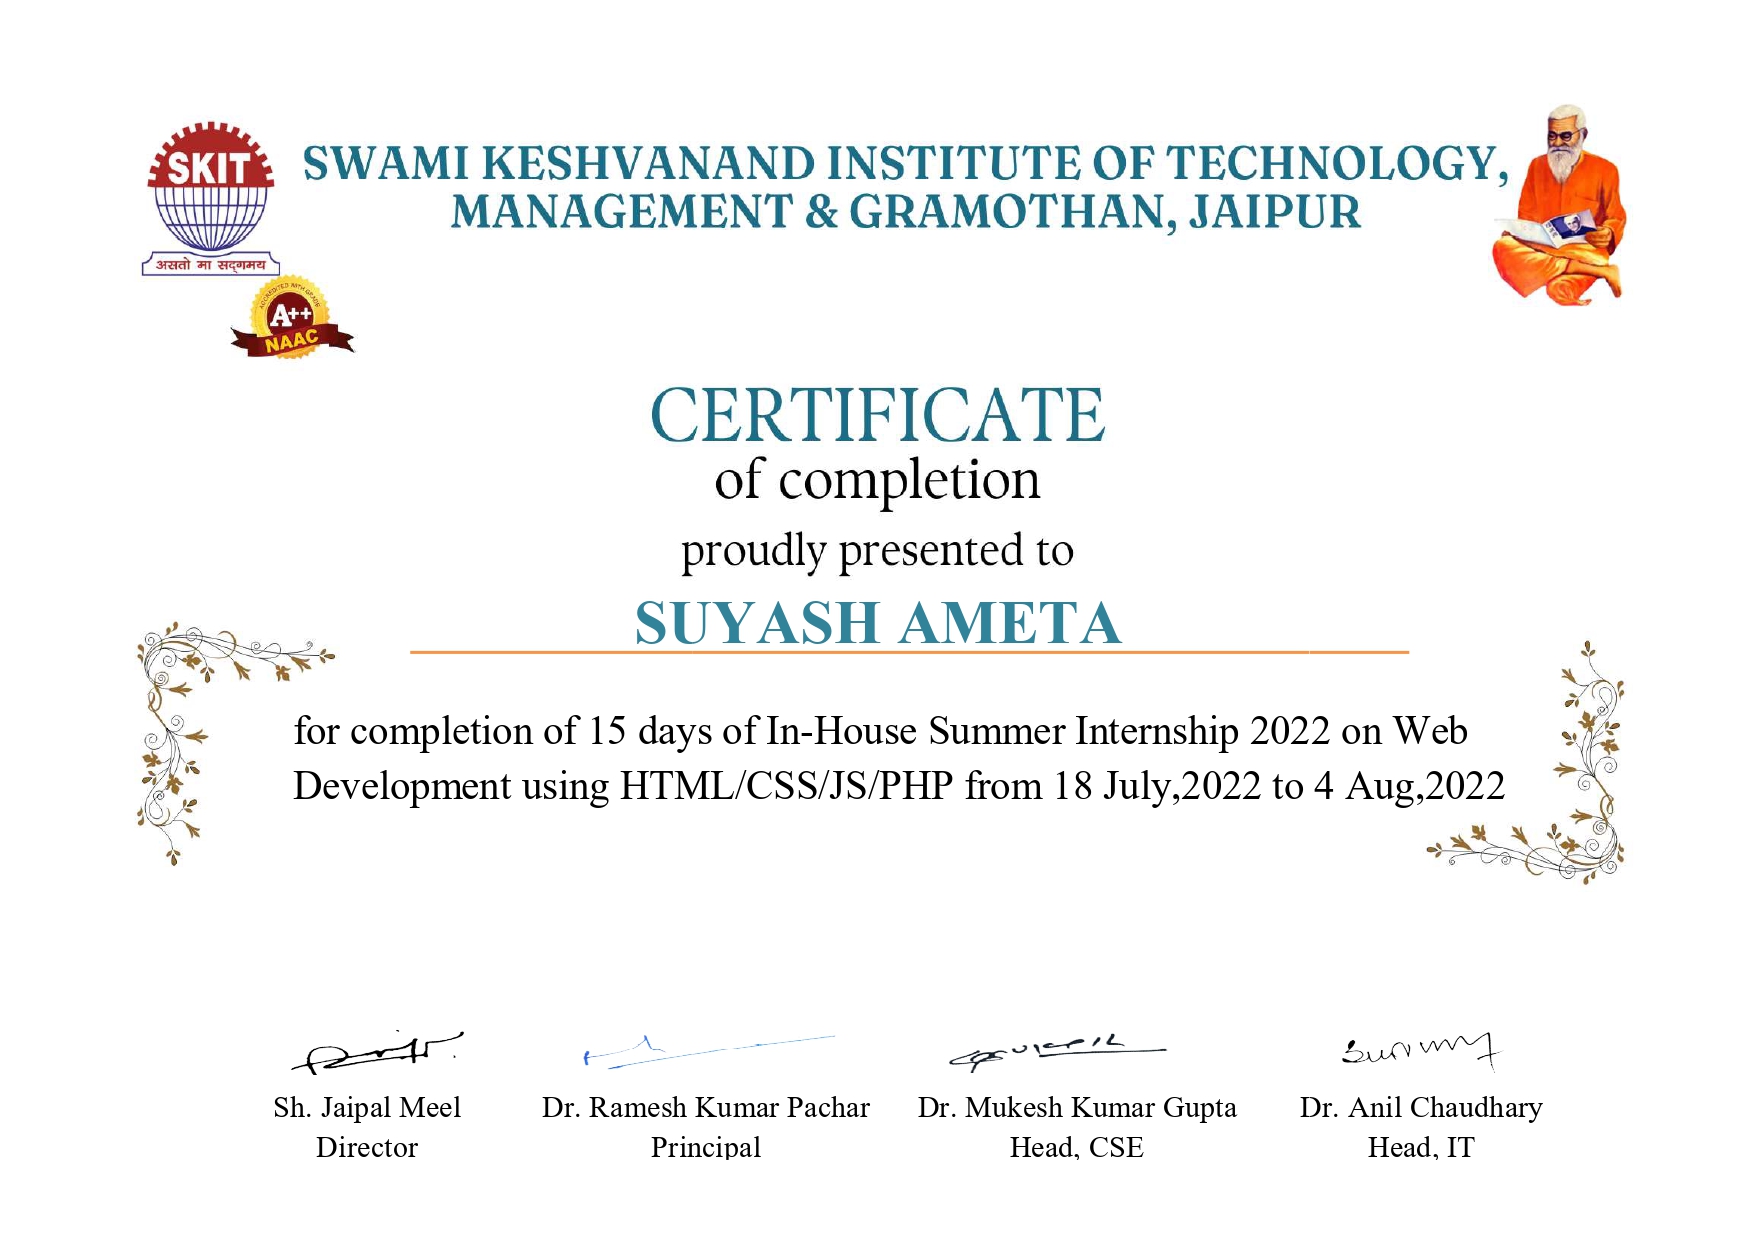 SKIT
असतो मा सद्गमय
SWAMI KESHVANAND INSTITUTE OF TECHNOLOGY,
MANAGEMENT & GRAMOTHAN, JAIPUR
A++
NAAC
CERTIFICATE
of completion
proudly presented to
SUYASH AMETA
for completion of 15 days of In-House Summer Internship 2022 on Web
Development using HTML/CSS/JS/PHP from 18 July,2022 to 4 Aug,2022
Sh. Jaipal Meel
Director
Dr. Ramesh Kumar Pachar
Principal
Dr. Mukesh Kumar Gupta
Head, CSE
Dr. Anil Chaudhary
Head, IT